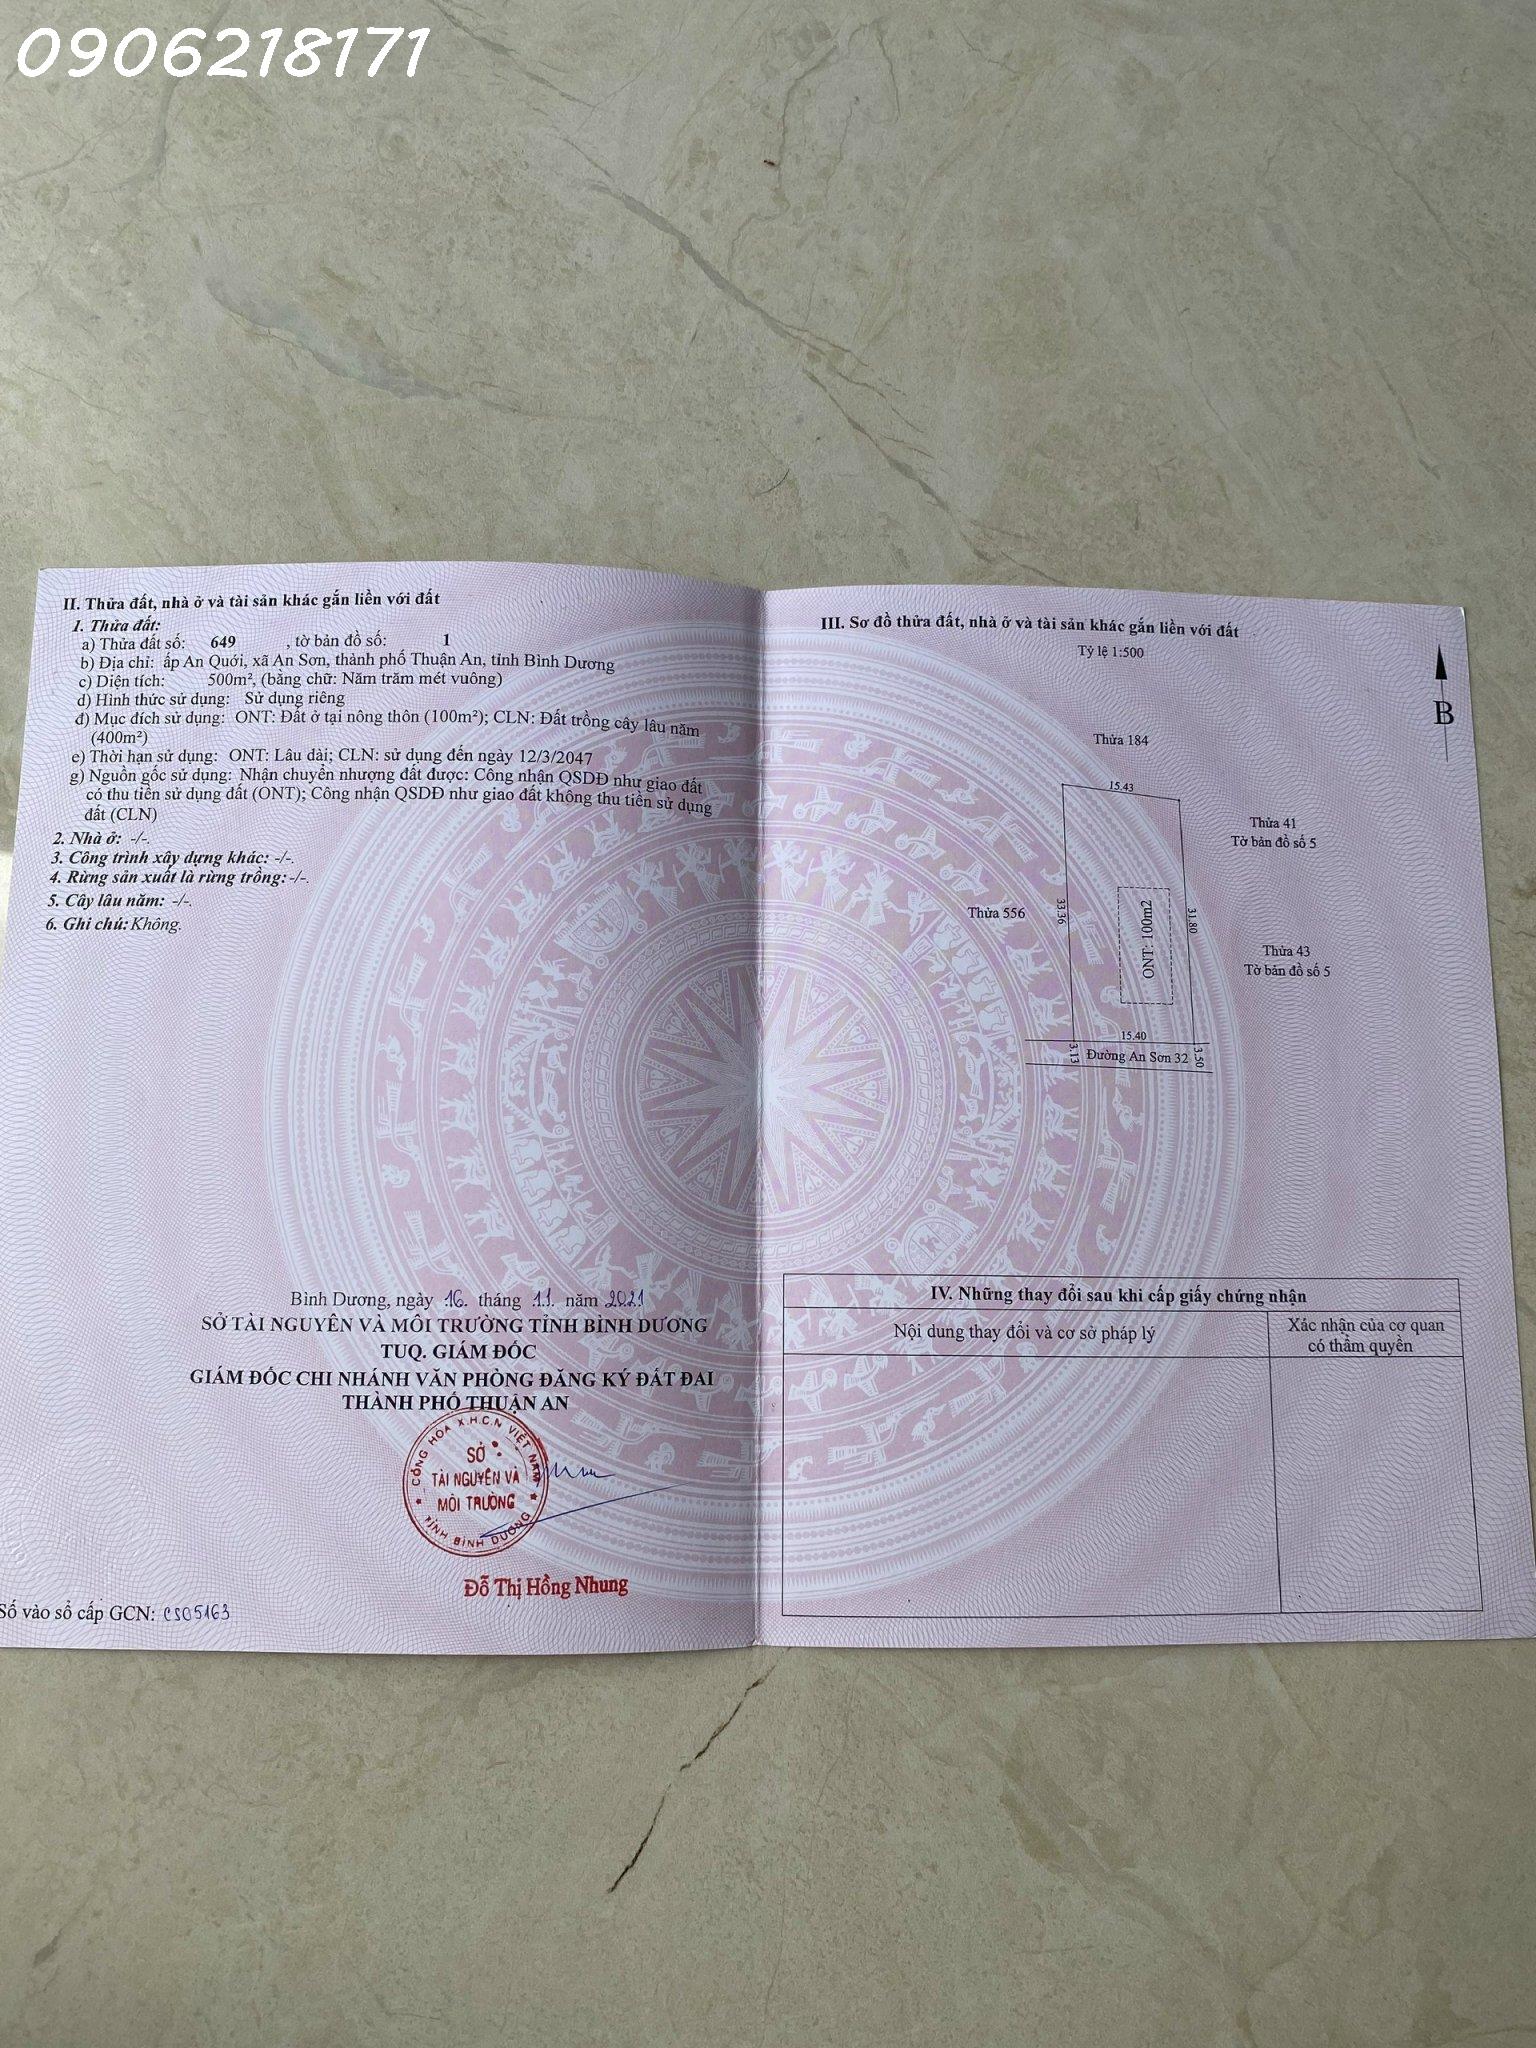 0906218171
II. Thửa đất, nhà ở và tài sản khác gắn liền với đất
1. Thửa đất:
a) Thửa đất số: 649 , tờ bản đồ số: 1
b) Địa chỉ: ấp An Quới, xã An Sơn, thành phố Thuận An, tỉnh Bình Dương
c) Diện tích: 500m², (bằng chữ: Năm trăm mét vuông)
d) Hình thức sử dụng: Sử dụng riêng
đ) Mục đích sử dụng: ONT: Đất ở tại nông thôn (100m²); CLN: Đất trồng cây lâu năm
(400m²)
e) Thời hạn sử dụng: ONT: Lâu dài; CLN: sử dụng đến ngày 12/3/2047
g) Nguồn gốc sử dụng: Nhận chuyển nhượng đất được: Công nhận QSDĐ như giao đất
có thu tiền sử dụng đất (ONT); Công nhận QSDĐ như giao đất không thu tiền sử dụng
đất (CLN)
2. Nhà ở: -/-.
3. Công trình xây dựng khác: -/-.
4. Rừng sản xuất là rừng trồng: -/-.
5. Cây lâu năm: -/-.
6. Ghi chú: Không.
Bình Dương, ngày 16. tháng 11. năm 2021
SỞ TÀI NGUYÊN VÀ MÔI TRƯỜNG TỈNH BÌNH DƯƠNG
TUQ. GIÁM ĐỐC
GIÁM ĐỐC CHI NHÁNH VĂN PHÒNG ĐĂNG KÝ ĐẤT ĐAI
THÀNH PHỐ THUẬN AN
CỘNG HÒA X.H.C.N VIỆT NAM
SỞ
TÀI NGUYÊN VÀ
MÔI TRƯỜNG
TỈNH BÌNH DƯƠNG
Đỗ Thị Hồng Nhung
Số vào sổ cấp GCN: CS05163
III. Sơ đồ thửa đất, nhà ở và tài sản khác gắn liền với đất
Tỷ lệ 1:500
B
Thửa 184
15.43
Thửa 41
Tờ bản đồ số 5
Thửa 556
33.36
ONT: 100m2
31.80
Thửa 43
Tờ bản đồ số 5
15.40
3.13
Đường An Sơn 32
3.50
IV. Những thay đổi sau khi cấp giấy chứng nhận
Nội dung thay đổi và cơ sở pháp lý
Xác nhận của cơ quan
có thẩm quyền